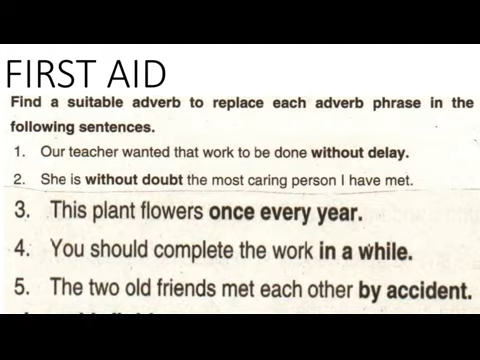 FIRST AID
Find a suitable adverb to replace each adverb phrase in the
following sentences.
1. Our teacher wanted that work to be done without delay.
2. She is without doubt the most caring person I have met.
3. This plant flowers once every year.
4. You should complete the work in a while.
5. The two old friends met each other by accident.